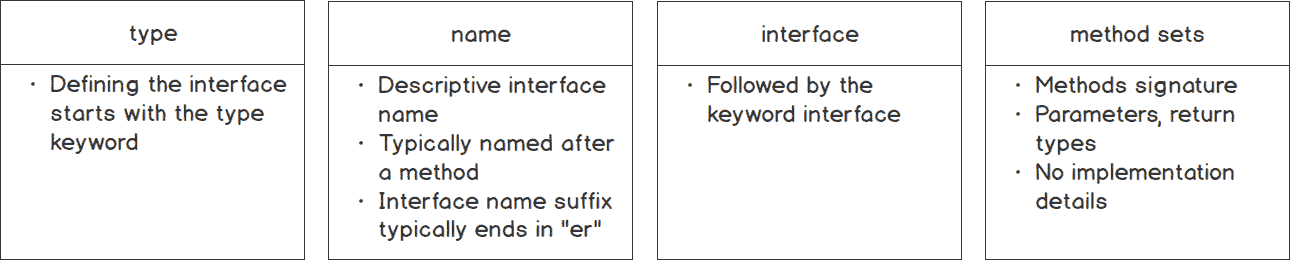 type
• Defining the interface
starts with the type
keyword
name
• Descriptive interface
name
• Typically named after
a method
• Interface name suffix
typically ends in "er"
interface
• Followed by the
keyword interface
method sets
• Methods signature
• Parameters, return
types
• No implementation
details